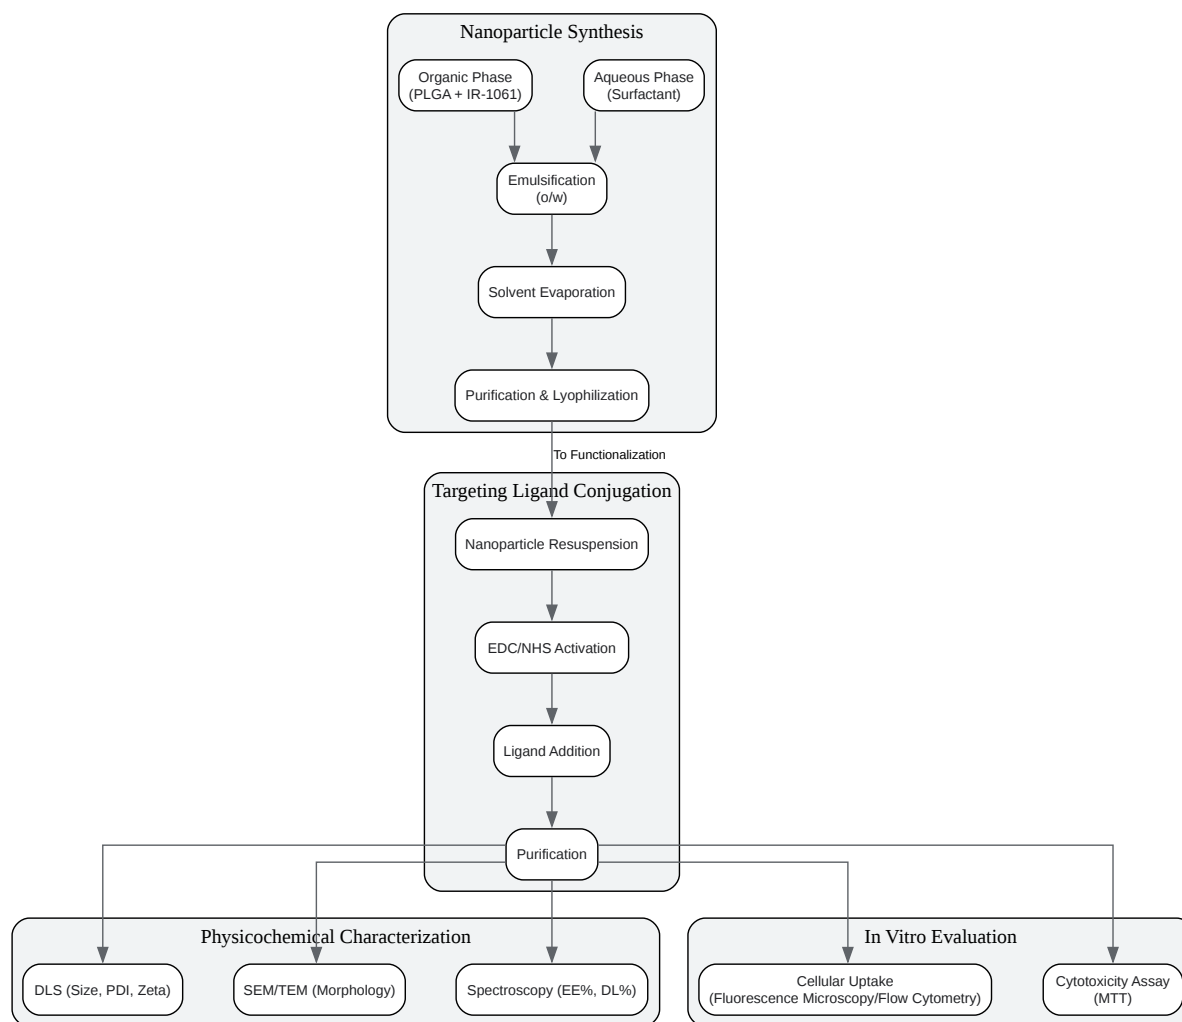 Nanoparticle Synthesis
Organic Phase
(PLGA + IR-1061)
Aqueous Phase
(Surfactant)
Emulsification
(o/w)
Solvent Evaporation
Purification & Lyophilization
To Functionalization
Targeting Ligand Conjugation
Nanoparticle Resuspension
EDC/NHS Activation
Ligand Addition
Purification
Physicochemical Characterization
DLS (Size, PDI, Zeta)
SEM/TEM (Morphology)
Spectroscopy (EE%, DL%)
In Vitro Evaluation
Cellular Uptake
(Fluorescence Microscopy/Flow Cytometry)
Cytotoxicity Assay
(MTT)